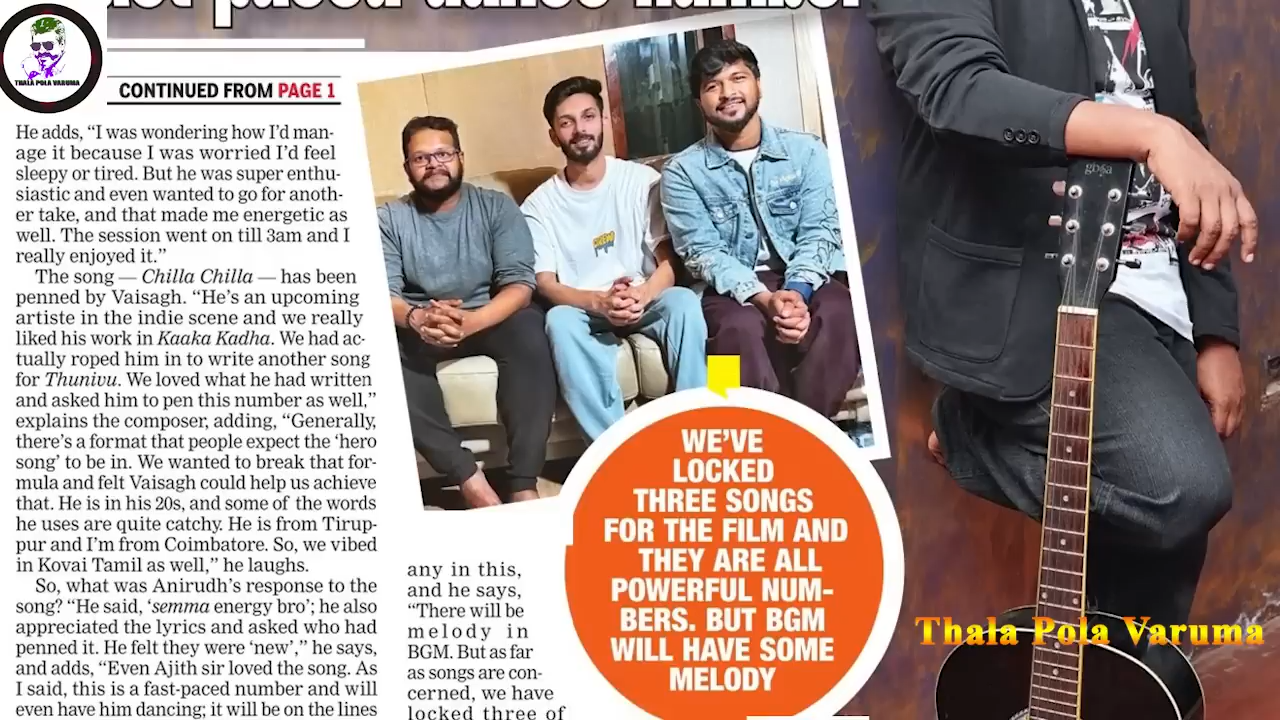 THALA POLA VARUMA
CONTINUED FROM PAGE 1
He adds, “I was wondering how I’d man-
age it because I was worried I’d feel
sleepy or tired. But he was super enthu-
siastic and even wanted to go for anoth-
er take, and that made me energetic as
well. The session went on till 3am and I
really enjoyed it.”
The song — Chilla Chilla — has been
penned by Vaisagh. “He’s an upcoming
artiste in the indie scene and we really
liked his work in Kaaka Kadha. We had ac-
tually roped him in to write another song
for Thunivu. We loved what he had written
and asked him to pen this number as well,”
explains the composer, adding, “Generally,
there’s a format that people expect the ‘hero
song’ to be in. We wanted to break that for-
mula and felt Vaisagh could help us achieve
that. He is in his 20s, and some of the words
he uses are quite catchy. He is from Tirup-
pur and I’m from Coimbatore. So, we vibed
in Kovai Tamil as well,” he laughs.
So, what was Anirudh’s response to the
song? “He said, ‘semma energy bro’; he also
appreciated the lyrics and asked who had
penned it. He felt they were ‘new’,” he says,
and adds, “Even Ajith sir loved the song. As
I said, this is a fast-paced number and will
even have him dancing; it will be on the lines
any in this,
and he says,
“There will be
melody in
BGM. But as far
as songs are con-
cerned, we have
locked three of
WE’VE
LOCKED
THREE SONGS
FOR THE FILM AND
THEY ARE ALL
POWERFUL NUM-
BERS. BUT BGM
WILL HAVE SOME
MELODY
Thala Pola Varuma